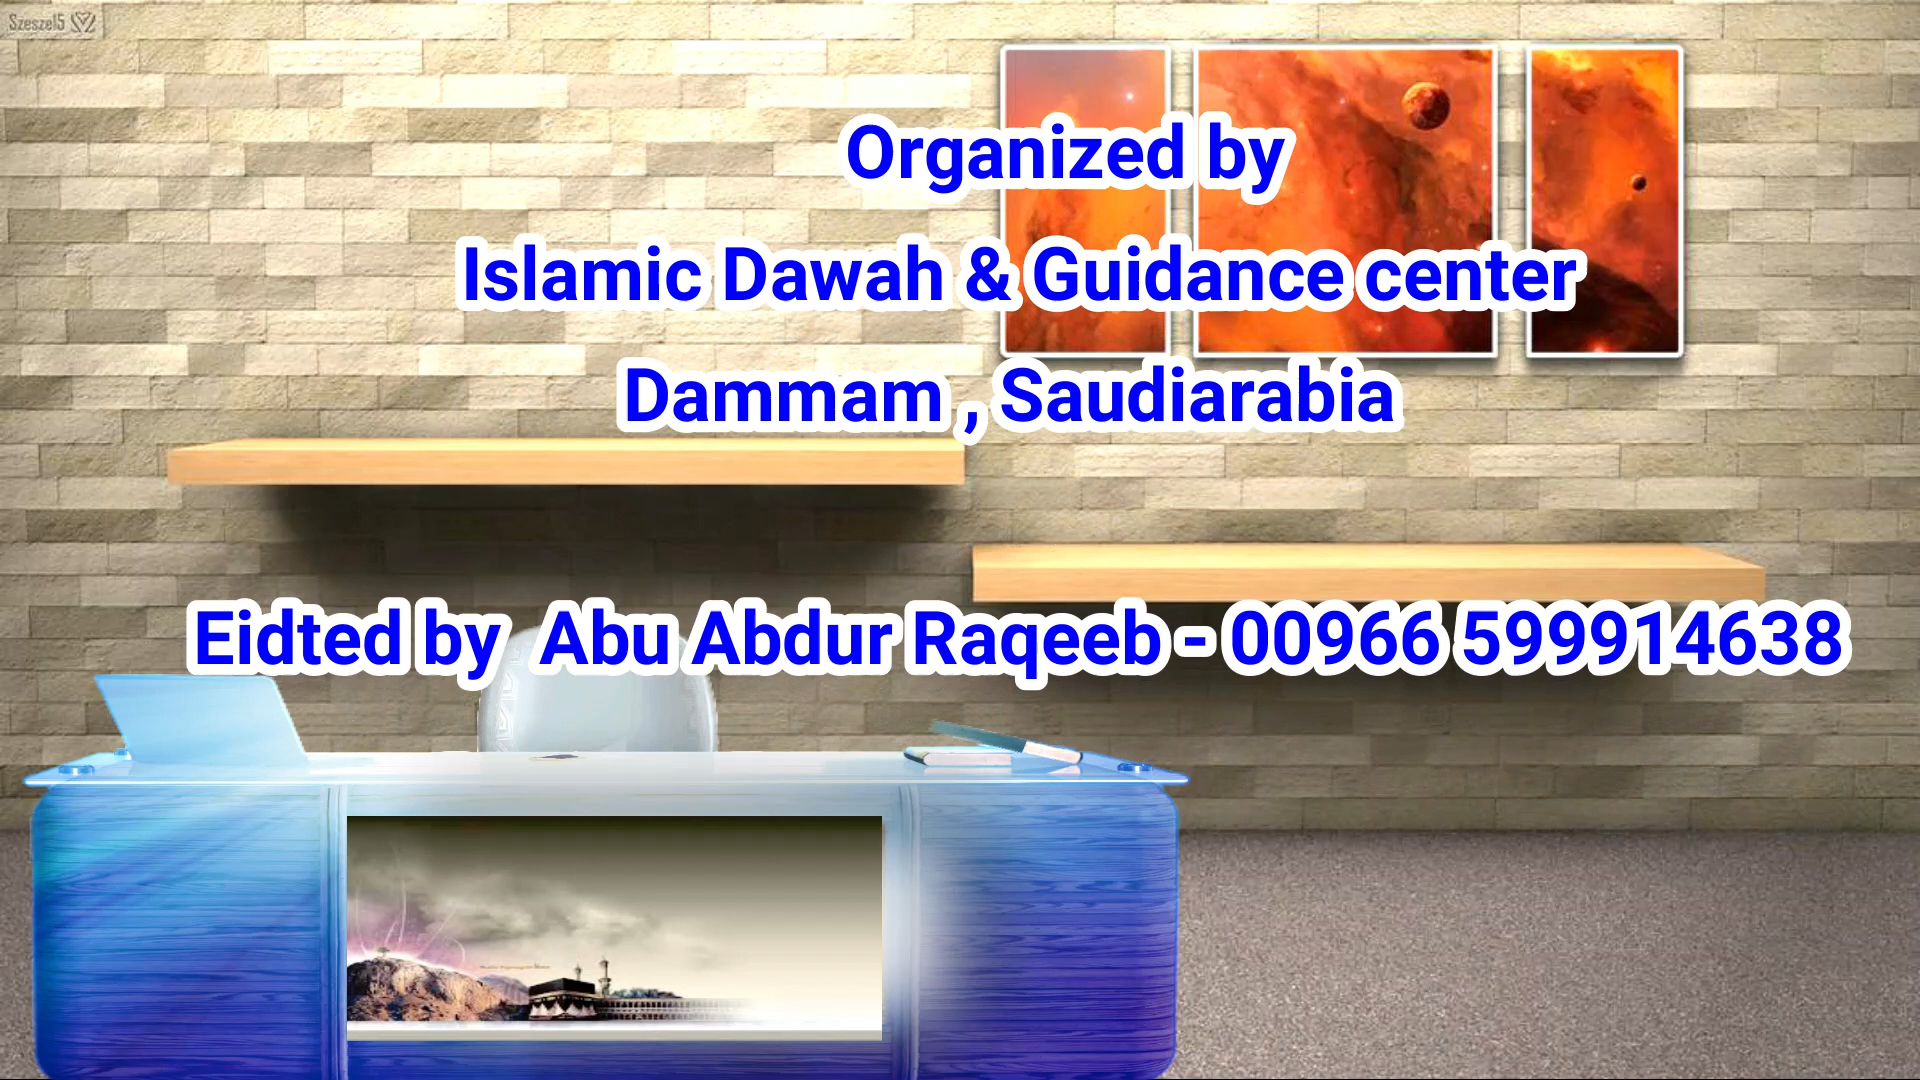 Szeszel5
Organized by
Islamic Dawah & Guidance center
Dammam , Saudiarabia
Eidted by Abu Abdur Raqeeb - 00966 599914638